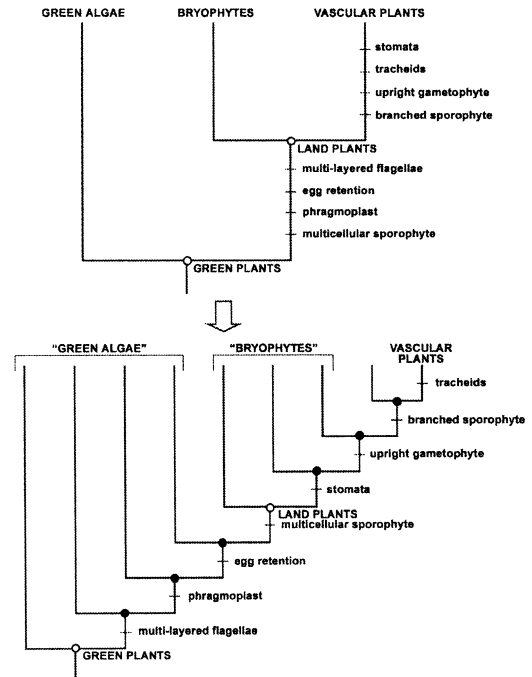 GREEN ALGAE BRYOPHYTES VASCULAR PLANTS
stomata
tracheids
upright gametophyte
branched sporophyte
LAND PLANTS
multi-layered flagellae
egg retention
phragmoplast
multicellular sporophyte
GREEN PLANTS
"GREEN ALGAE" "BRYOPHYTES" VASCULAR
PLANTS
tracheids
branched sporophyte
upright gametophyte
stomata
LAND PLANTS
multicellular sporophyte
egg retention
phragmoplast
multi-layered flagellae
GREEN PLANTS